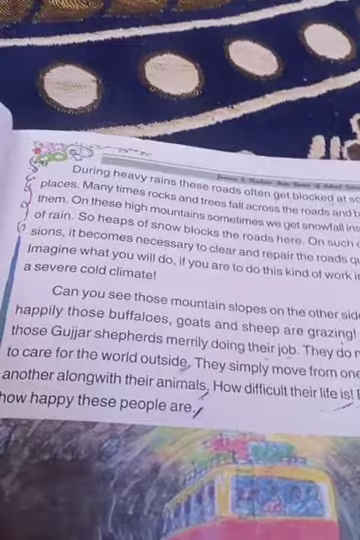 Jammu & Kashmir State Board of School
During heavy rains these roads often get blocked at
places. Many times rocks and trees fall across the roads and
them. On these high mountains sometimes we get snowfall
of rain. So heaps of snow blocks the roads here. On such
sions, it becomes necessary to clear and repair the roads
Imagine what you will do, if you are to do this kind of work
a severe cold climate!
Can you see those mountain slopes on the other
happily those buffaloes, goats and sheep are grazing!
those Gujjar shepherds merrily doing their job. They do
to care for the world outside. They simply move from one
another alongwith their animals. How difficult their life is!
how happy these people are.